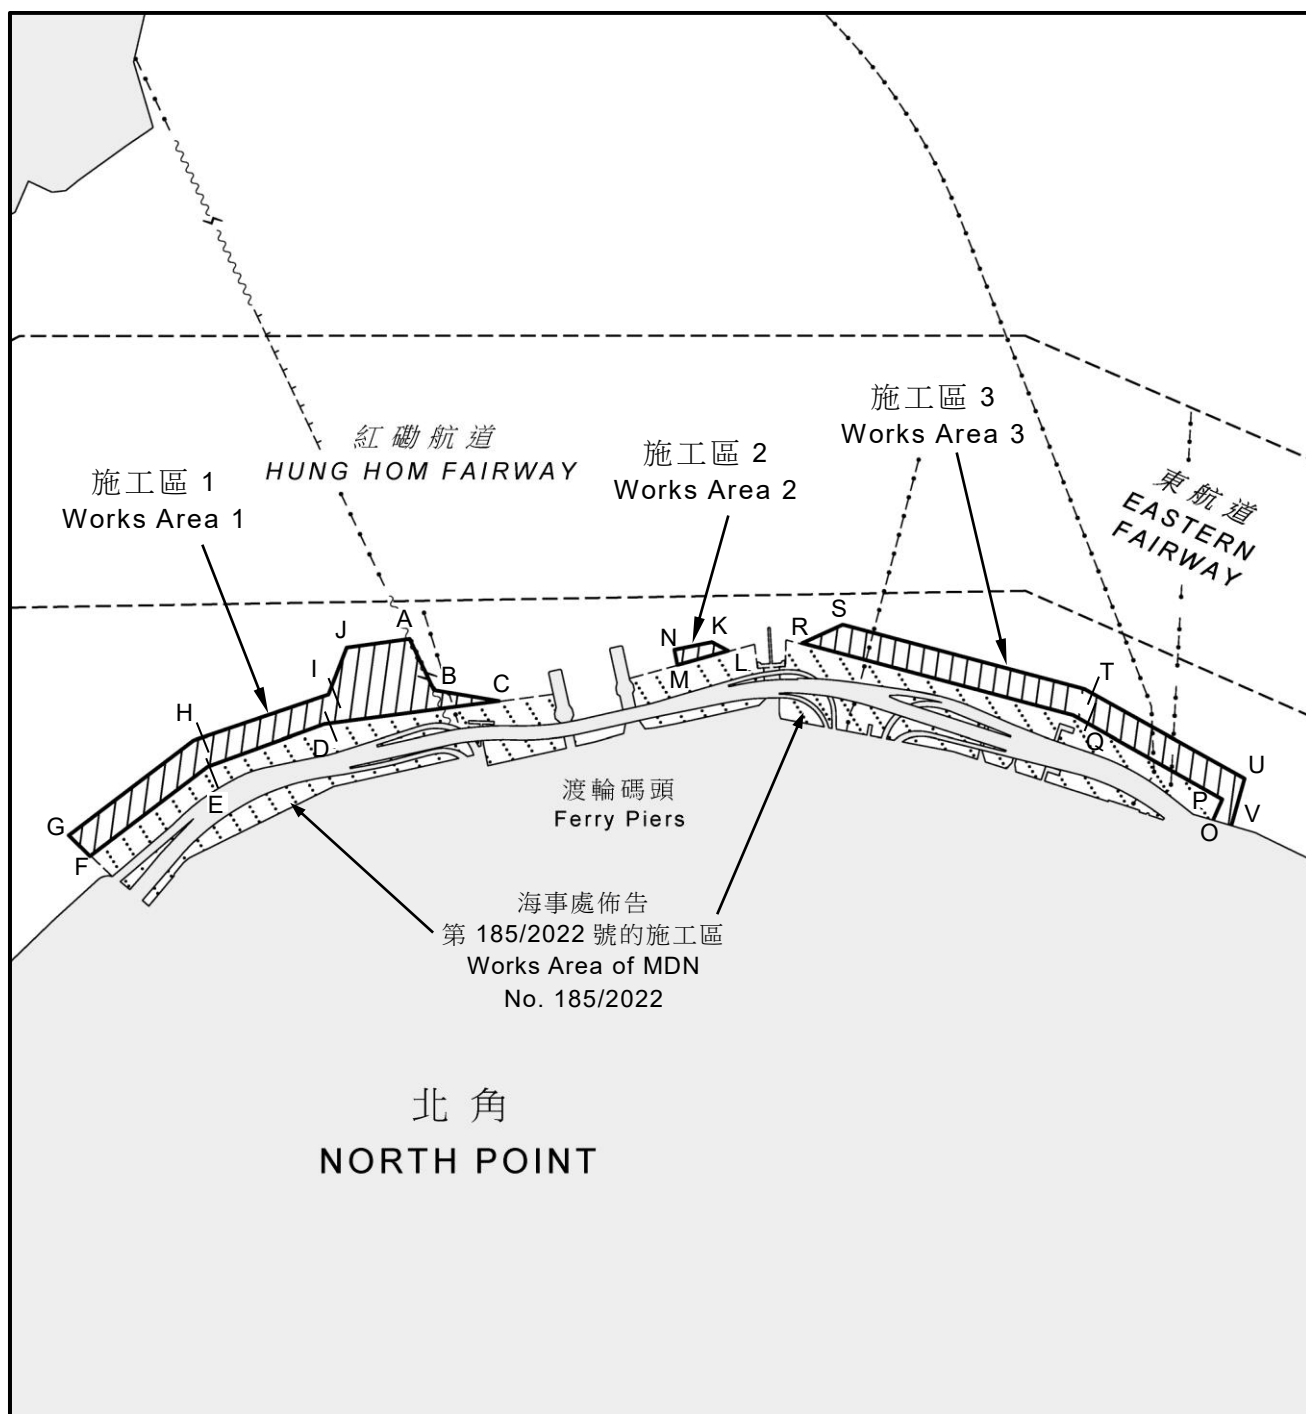 施工區 3
Works Area 3
紅磡航道
HUNG HOM FAIRWAY
施工區 2
Works Area 2
施工區 1
Works Area 1
東航道
EASTERN
FAIRWAY
A
J
I
B
C
H
D
E
G
F
N
K
M
L
R
S
T
Q
U
P
V
O
渡輪碼頭
Ferry Piers
海事處佈告
第 185/2022 號的施工區
Works Area of MDN
No. 185/2022
北角
NORTH POINT